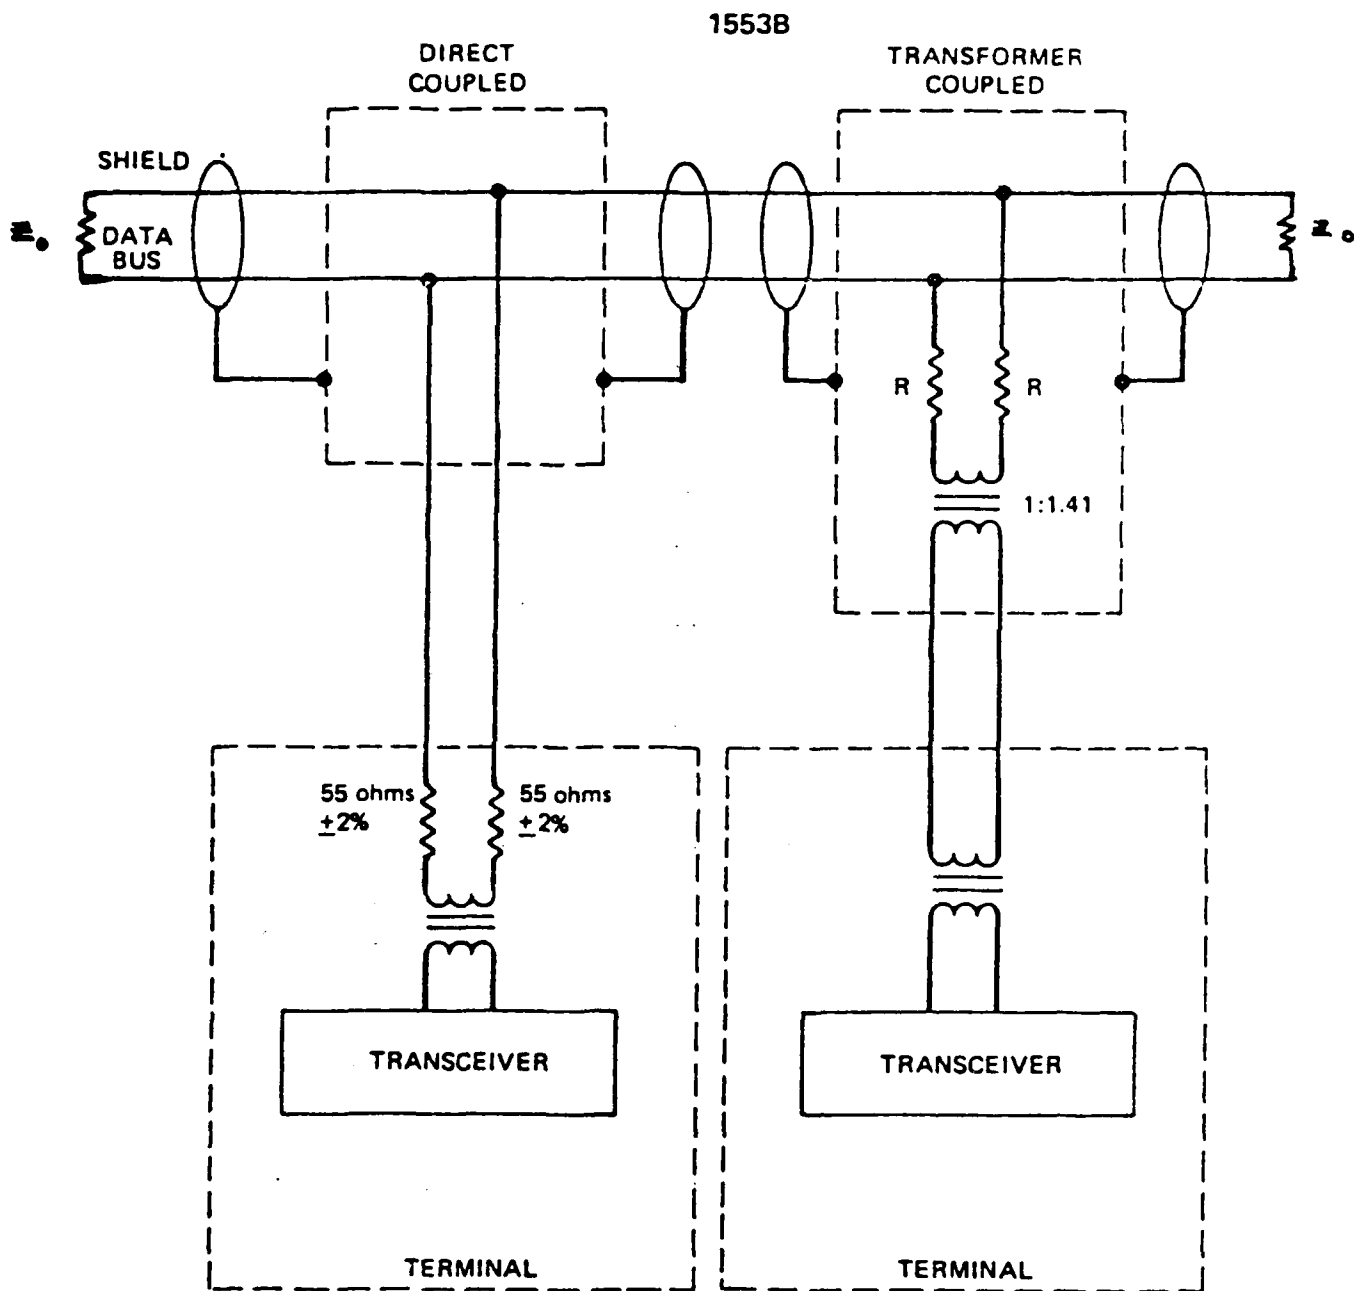 1553B
DIRECT
COUPLED
TRANSFORMER
COUPLED
SHIELD
DATA
BUS
Z₀
Z₀
R
R
1:1.41
55 ohms
±2%
55 ohms
±2%
TRANSCEIVER
TRANSCEIVER
TERMINAL
TERMINAL